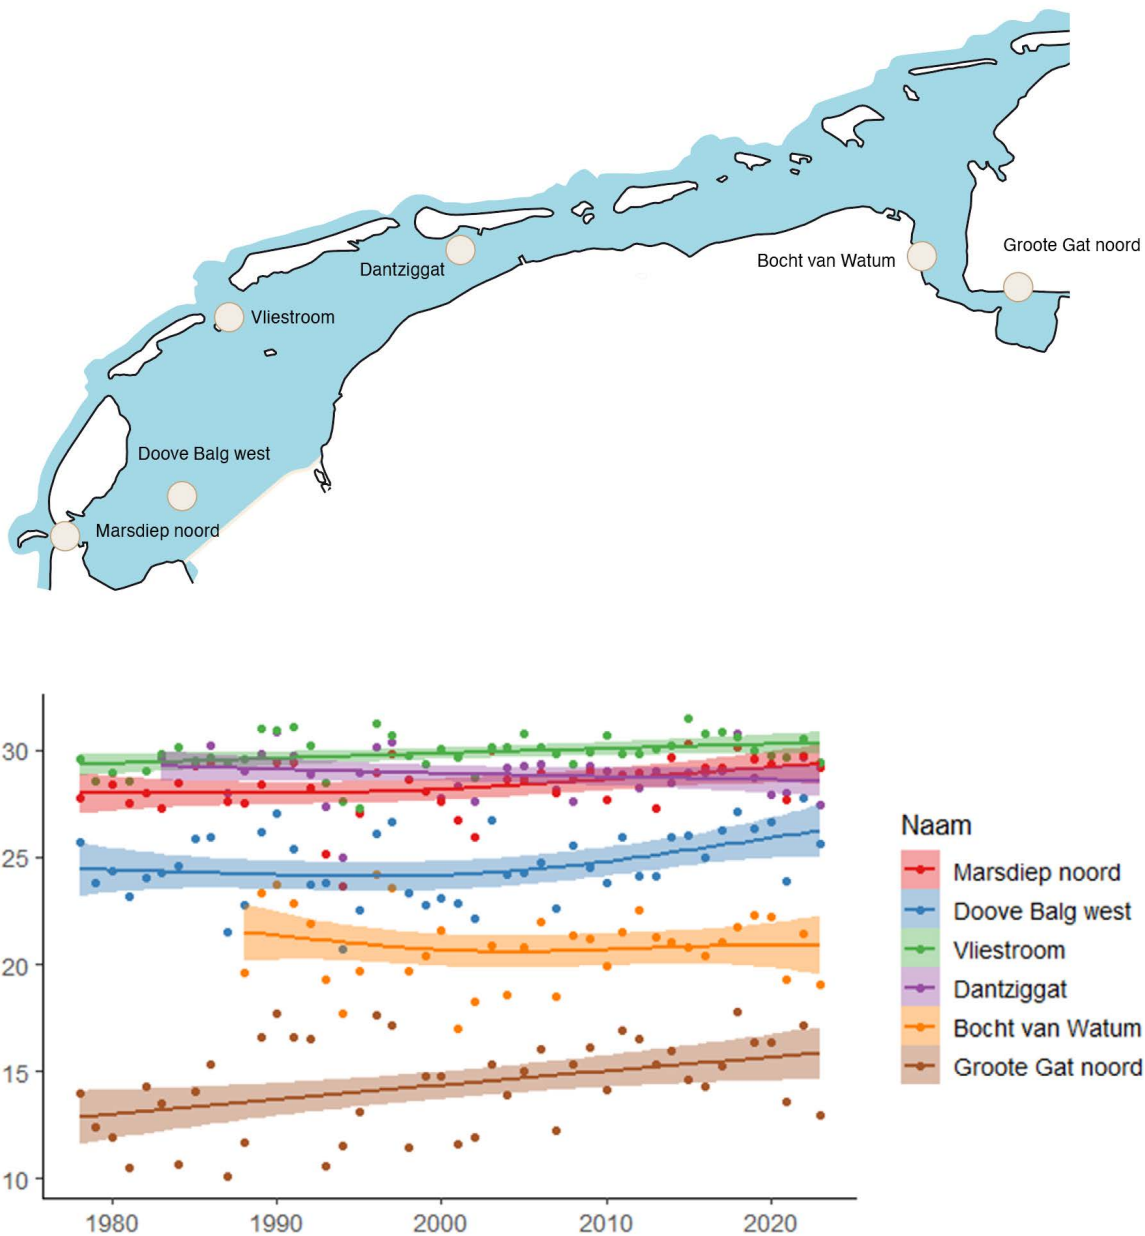 Groote Gat noord
Bocht van Watum
Dantziggat
Vliestroom
Doove Balg west
Marsdiep noord
30
25
20
15
10
1980 1990 2000 2010 2020
Naam
Marsdiep noord
Doove Balg west
Vliestroom
Dantziggat
Bocht van Watum
Groote Gat noord